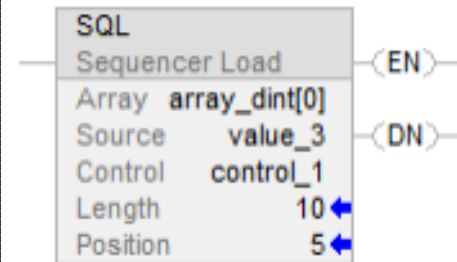 SQL
Sequencer Load
(EN)
Array array_dint[0]
Source value_3
(DN)
Control control_1
Length 10
Position 5